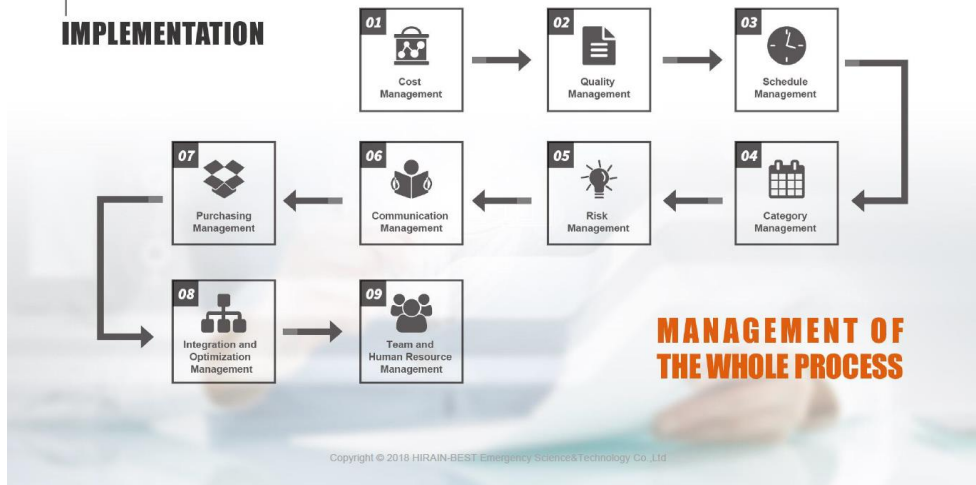 IMPLEMENTATION
01
Cost
Management
02
Quality
Management
03
Schedule
Management
04
Category
Management
05
Risk
Management
06
Communication
Management
07
Purchasing
Management
08
Integration and
Optimization
Management
09
Team and
Human Resource
Management
MANAGEMENT OF
THE WHOLE PROCESS
Copyright © 2018 HIRAIN-BEST Emergency Science&Technology Co.,Ltd